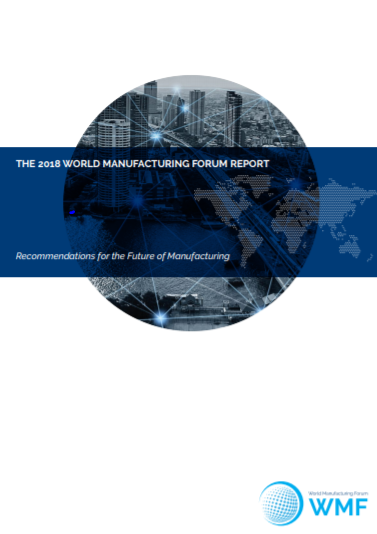 THE 2018 WORLD MANUFACTURING FORUM REPORT
Recommendations for the Future of Manufacturing
World Manufacturing Forum
WMF